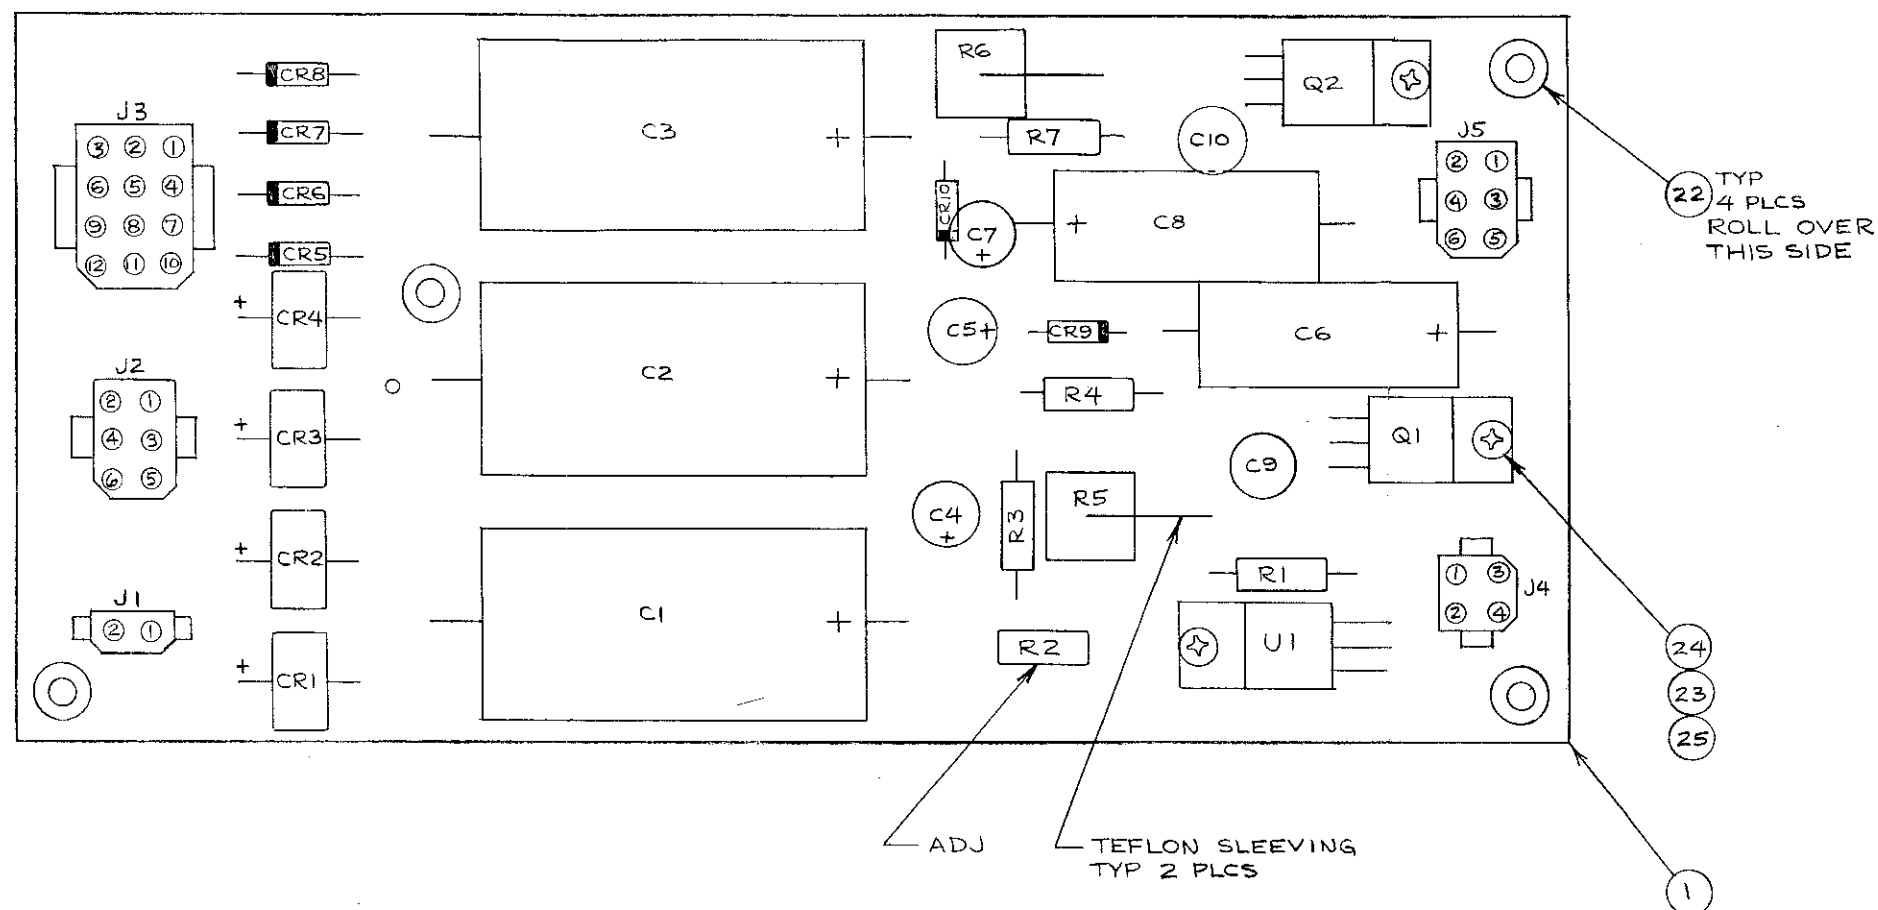 CR8
J3
3 2 1
6 5 4
9 8 7
12 11 10
CR7
CR6
CR5
+
CR4
J2
2 1
4 3
6 5
+
CR3
+
CR2
J1
2 1
+
CR1
C3 +
C2 +
C1 +
R6
R7
C10
Q2
J5
2 1
4 3
6 5
CR10
C7
+
+ C8
C5+
CR9
C6 +
R4
Q1
C9
C4
+
R3
R5
R1
J4
1 3
2 4
R2
U1
22 TYP
4 PLCS
ROLL OVER
THIS SIDE
24
23
25
ADJ
TEFLON SLEEVING
TYP 2 PLCS
1